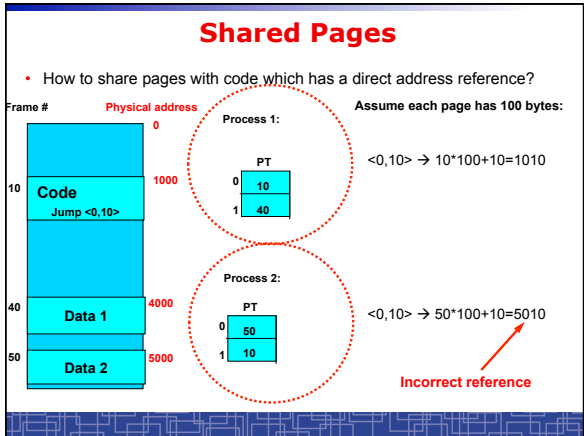 Shared Pages
• How to share pages with code which has a direct address reference?
Frame #
Physical address
0
10
Code
Jump <0,10>
1000
40
Data 1
4000
50
Data 2
5000
Process 1:
PT
0 10
1 40
Process 2:
PT
0 50
1 10
Assume each page has 100 bytes:
<0,10> → 10*100+10=1010
<0,10> → 50*100+10=5010
Incorrect reference